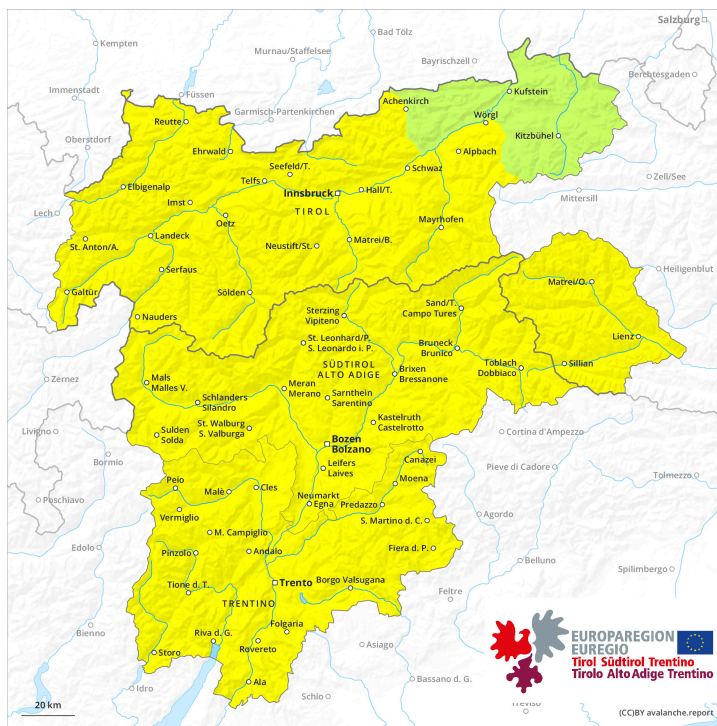 Salzburg
Kempten
Bad Tölz
Murnau/Staffelsee
Bayrischzell
Berchtesgaden
Immenstadt
Füssen
Garmisch-Partenkirchen
Achenkirch
Kufstein
Reutte
Wörgl
Oberstdorf
Ehrwald
Kitzbühel
Alpbach
Seefeld/T.
Schwaz
Zell/See
Telfs
Elbigenalp
Innsbruck
Hall/T.
Mittersill
Lech
Imst
TIROL
Oetz
Mayrhofen
St. Anton/A.
Landeck
Neustift/St.
Matrei/B.
Serfaus
Heiligenblut
Galtür
Sölden
Matrei/O.
Nauders
Sterzing
Vipiteno
Sand/T.
Campo Tures
Lienz
St. Leonhard/P.
S. Leonardo i. P.
Bruneck
Brunico
Toblach
Dobbiaco
Sillian
SÜDTIROL
ALTO ADIGE
Brixen
Bressanone
Zernez
Mals
Malles V.
Meran
Merano
Schlanders
Silandro
Sarnthein
Sarentino
Livigno
St. Walburg
S. Valburga
Kastelruth
Castelrotto
Sulden
Solda
Cortina d'Ampezzo
Bozen
Bolzano
Bormio
Canazei
Leifers
Laives
Pieve di Cadore
Peio
Moena
Tolmezzo
Poschiavo
Malè
Cles
Neumarkt
Egna
Predazzo
Vermiglio
Agordo
S. Martino d. C.
M. Campiglio
Edolo
Pinzolo
Andalo
Fiera d. P.
Belluno
Spilimbergo
Tione d. T.
Trento
Borgo Valsugana
Feltre
TRENTINO
Folgaria
Bienno
Riva d. G.
Rovereto
Asiago
Storo
Bassano d. G.
Ala
Idro
Schio
Treviso
EUROPAREGION
EUREGIO
Tirol Südtirol Trentino
Tirolo Alto Adige Trentino
20 km
(CC)BY avalanche.report